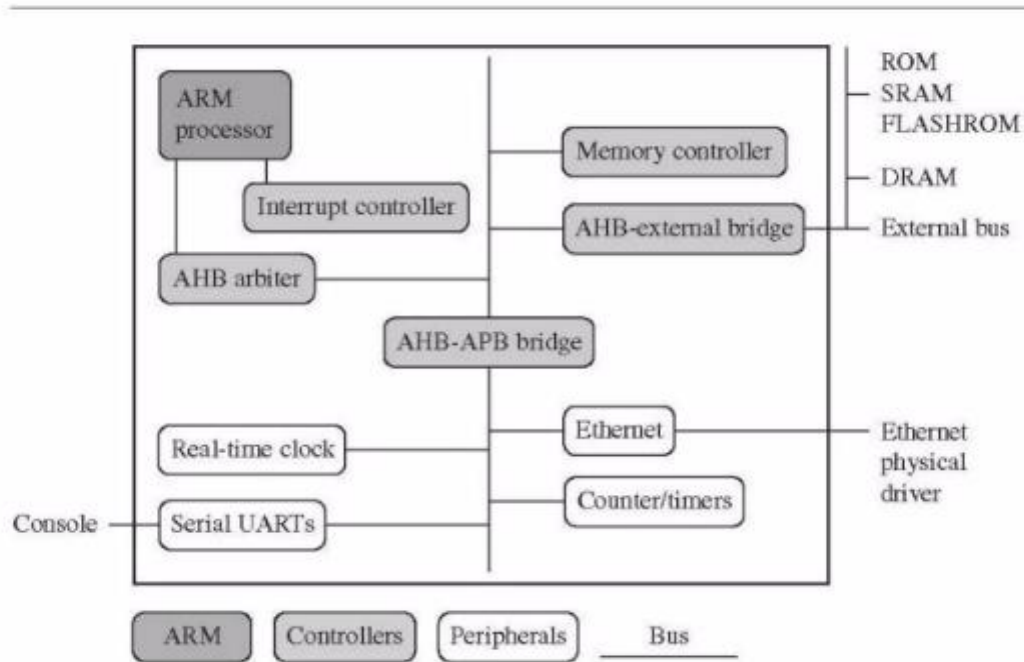 ARM
processor
Interrupt controller
AHB arbiter
Memory controller
AHB-external bridge
ROM
SRAM
FLASHROM
DRAM
External bus
AHB-APB bridge
Real-time clock
Console
Serial UARTs
Ethernet
Counter/timers
Ethernet
physical
driver
ARM
Controllers
Peripherals
Bus